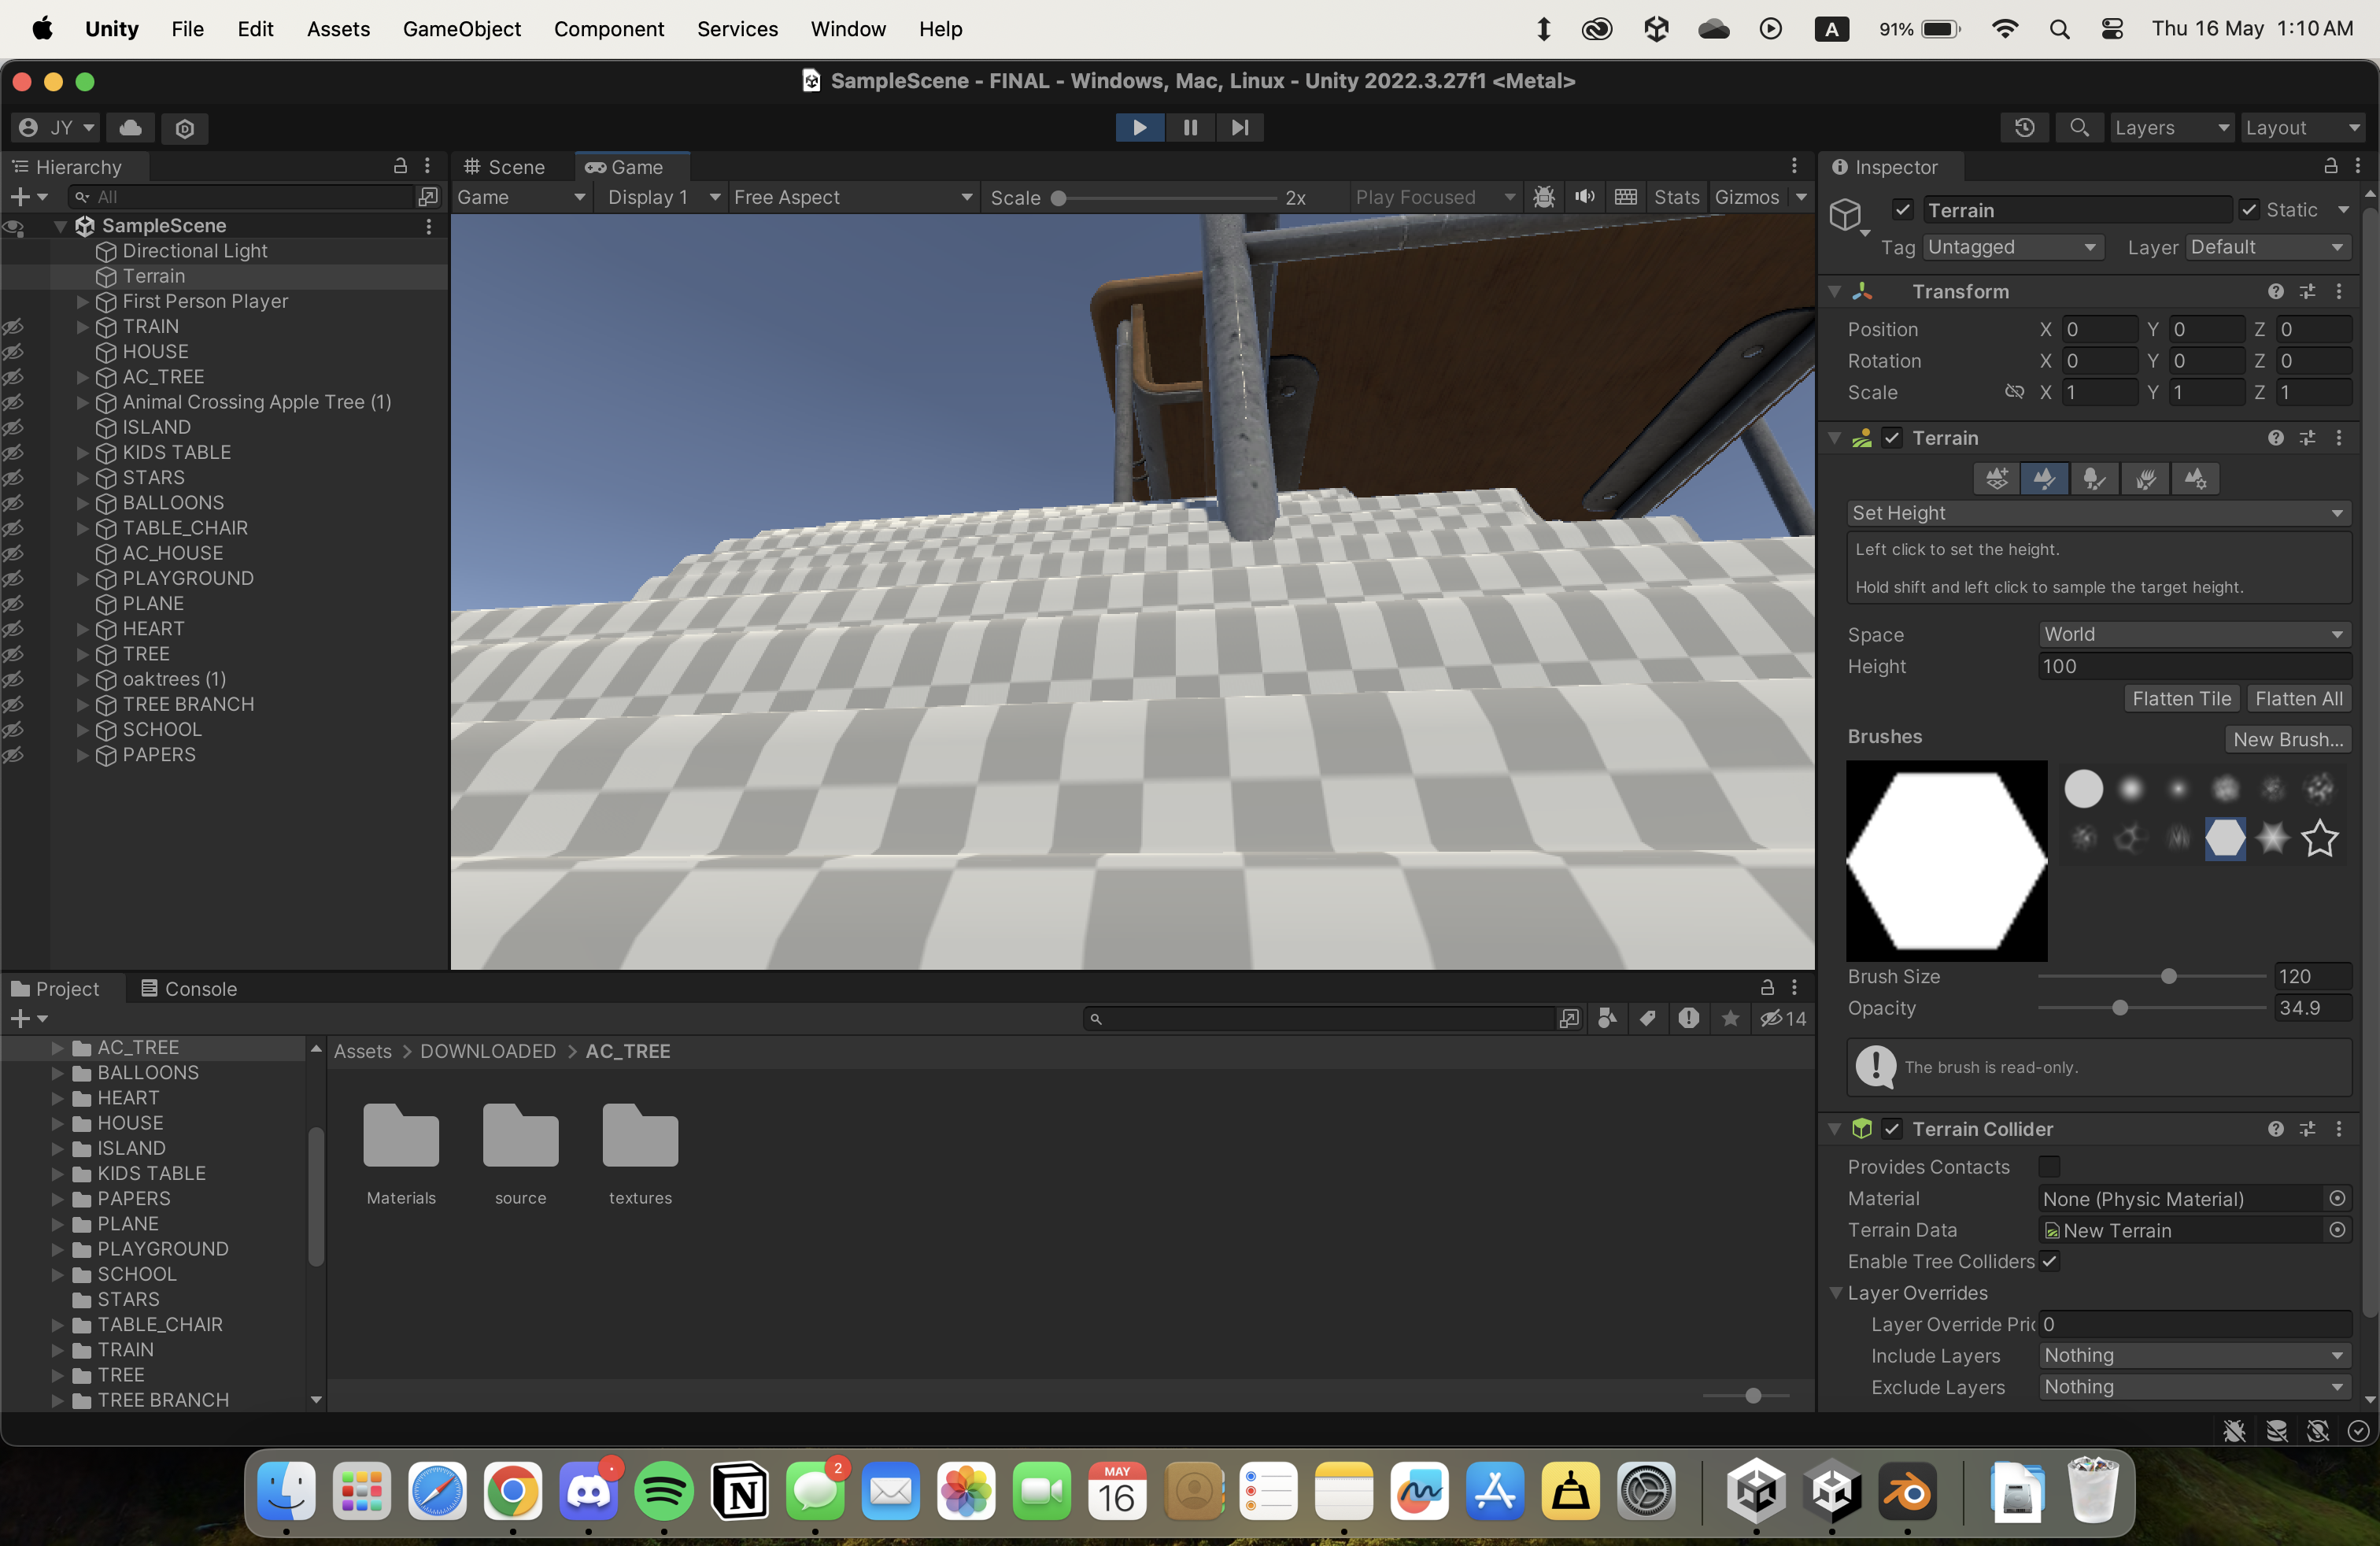 Unity File Edit Assets GameObject Component Services Window Help A 91% Thu 16 May 1:10 AM
SampleScene - FINAL - Windows, Mac, Linux - Unity 2022.3.27f1 <Metal>
JY Layers Layout
Hierarchy
All
SampleScene
Directional Light
Terrain
First Person Player
TRAIN
HOUSE
AC_TREE
Animal Crossing Apple Tree (1)
ISLAND
KIDS TABLE
STARS
BALLOONS
TABLE_CHAIR
AC_HOUSE
PLAYGROUND
PLANE
HEART
TREE
oaktrees (1)
TREE BRANCH
SCHOOL
PAPERS
Scene Game
Game Display 1 Free Aspect Scale 2x Play Focused Stats Gizmos
Inspector
Terrain Static
Tag Untagged Layer Default
Transform
Position X 0 Y 0 Z 0
Rotation X 0 Y 0 Z 0
Scale X 1 Y 1 Z 1
Terrain
Set Height
Left click to set the height.
Hold shift and left click to sample the target height.
Space World
Height 100
Flatten Tile Flatten All
Brushes New Brush...
Brush Size 120
Opacity 34.9
The brush is read-only.
Terrain Collider
Provides Contacts
Material None (Physic Material)
Terrain Data New Terrain
Enable Tree Colliders
Layer Overrides
Layer Override Pric 0
Include Layers Nothing
Exclude Layers Nothing
Project Console
14
AC_TREE
BALLOONS
HEART
HOUSE
ISLAND
KIDS TABLE
PAPERS
PLANE
PLAYGROUND
SCHOOL
STARS
TABLE_CHAIR
TRAIN
TREE
TREE BRANCH
Assets > DOWNLOADED > AC_TREE
Materials source textures
2
MAY
16